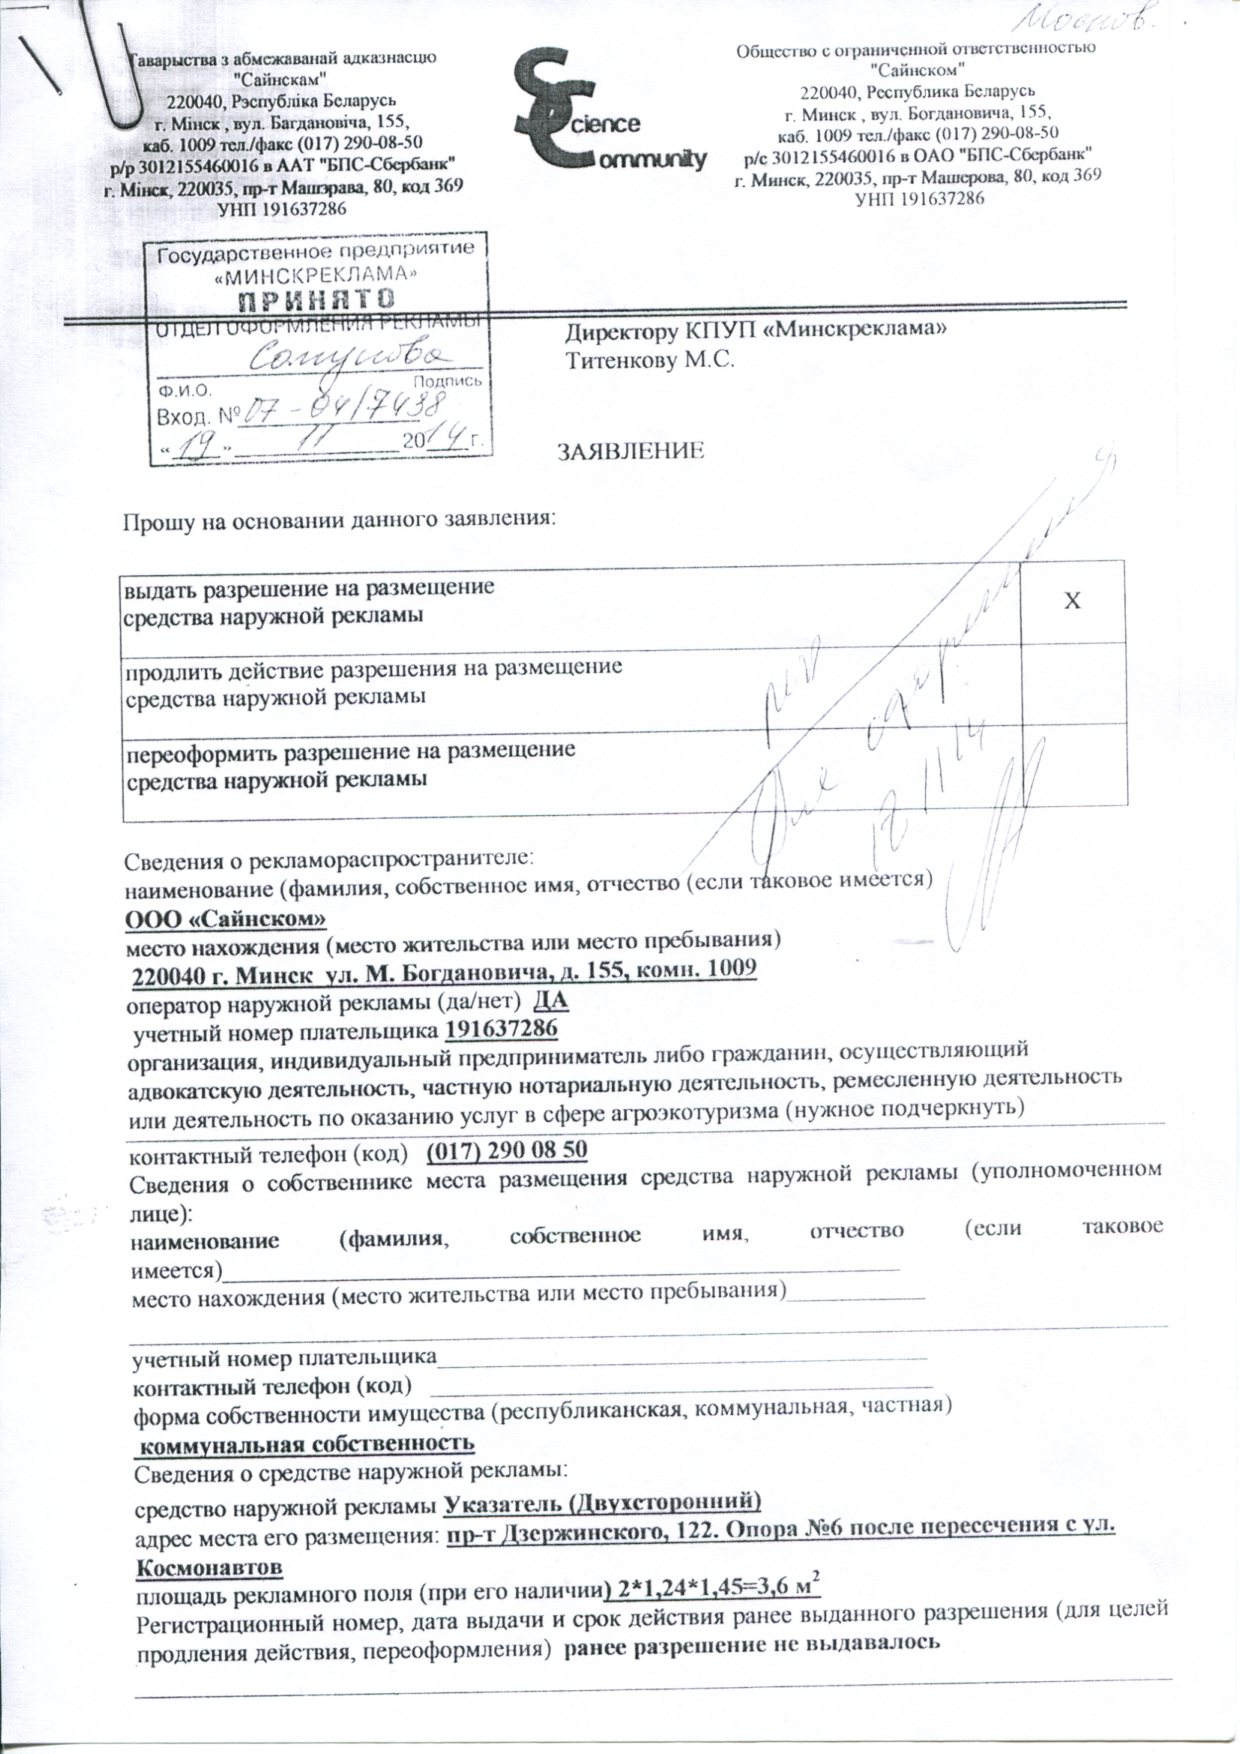 Таварыства з абмежаванай адказнасцю
"Сайнскам"
220040, Рэспубліка Беларусь
г. Мінск , вул. Багдановіча, 155,
каб. 1009 тел./факс (017) 290-08-50
р/р 3012155460016 в ААТ "БПС-Сбербанк"
г. Мінск, 220035, пр-т Машэрава, 80, код 369
УНП 191637286
Science
Community
Общество с ограниченной ответственностью
"Сайнском"
220040, Республика Беларусь
г. Минск , вул. Богдановича, 155,
каб. 1009 тел./факс (017) 290-08-50
р/с 3012155460016 в ОАО "БПС-Сбербанк"
г. Минск, 220035, пр-т Машерова, 80, код 369
УНП 191637286
Государственное предприятие
«МИНСКРЕКЛАМА»
ПРИНЯТО
ОТДЕЛ ОФОРМЛЕНИЯ РЕКЛАМЫ
Ф.И.О. Подпись
Вход. № 07-04/7438
«19» 11 2014 г.
Директору КПУП «Минскреклама»
Титенкову М.С.
ЗАЯВЛЕНИЕ
Прошу на основании данного заявления:
выдать разрешение на размещение
средства наружной рекламы
X
продлить действие разрешения на размещение
средства наружной рекламы
переоформить разрешение на размещение
средства наружной рекламы
18/11/14
Сведения о рекламораспространителе:
наименование (фамилия, собственное имя, отчество (если таковое имеется)
ООО «Сайнском»
место нахождения (место жительства или место пребывания)
220040 г. Минск ул. М. Богдановича, д. 155, комн. 1009
оператор наружной рекламы (да/нет) ДА
учетный номер плательщика 191637286
организация, индивидуальный предприниматель либо гражданин, осуществляющий
адвокатскую деятельность, частную нотариальную деятельность, ремесленную деятельность
или деятельность по оказанию услуг в сфере агроэкотуризма (нужное подчеркнуть)
контактный телефон (код) (017) 290 08 50
Сведения о собственнике места размещения средства наружной рекламы (уполномоченном
лице):
наименование (фамилия, собственное имя, отчество (если таковое
имеется)
место нахождения (место жительства или место пребывания)
учетный номер плательщика
контактный телефон (код)
форма собственности имущества (республиканская, коммунальная, частная)
коммунальная собственность
Сведения о средстве наружной рекламы:
средство наружной рекламы Указатель (Двухсторонний)
адрес места его размещения: пр-т Дзержинского, 122. Опора №6 после пересечения с ул.
Космонавтов
площадь рекламного поля (при его наличии) 2*1,24*1,45=3,6 м2
Регистрационный номер, дата выдачи и срок действия ранее выданного разрешения (для целей
продления действия, переоформления) ранее разрешение не выдавалось